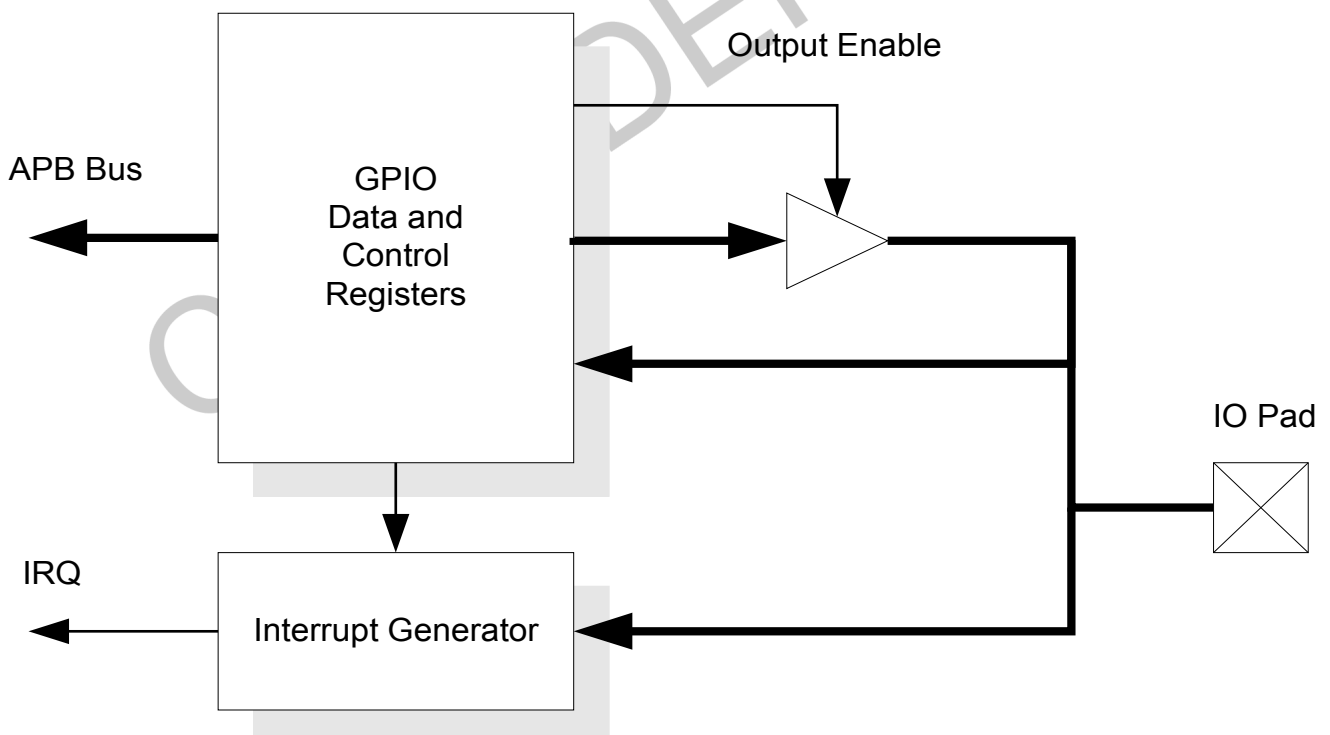 Output Enable
APB Bus
GPIO
Data and
Control
Registers
IO Pad
IRQ
Interrupt Generator